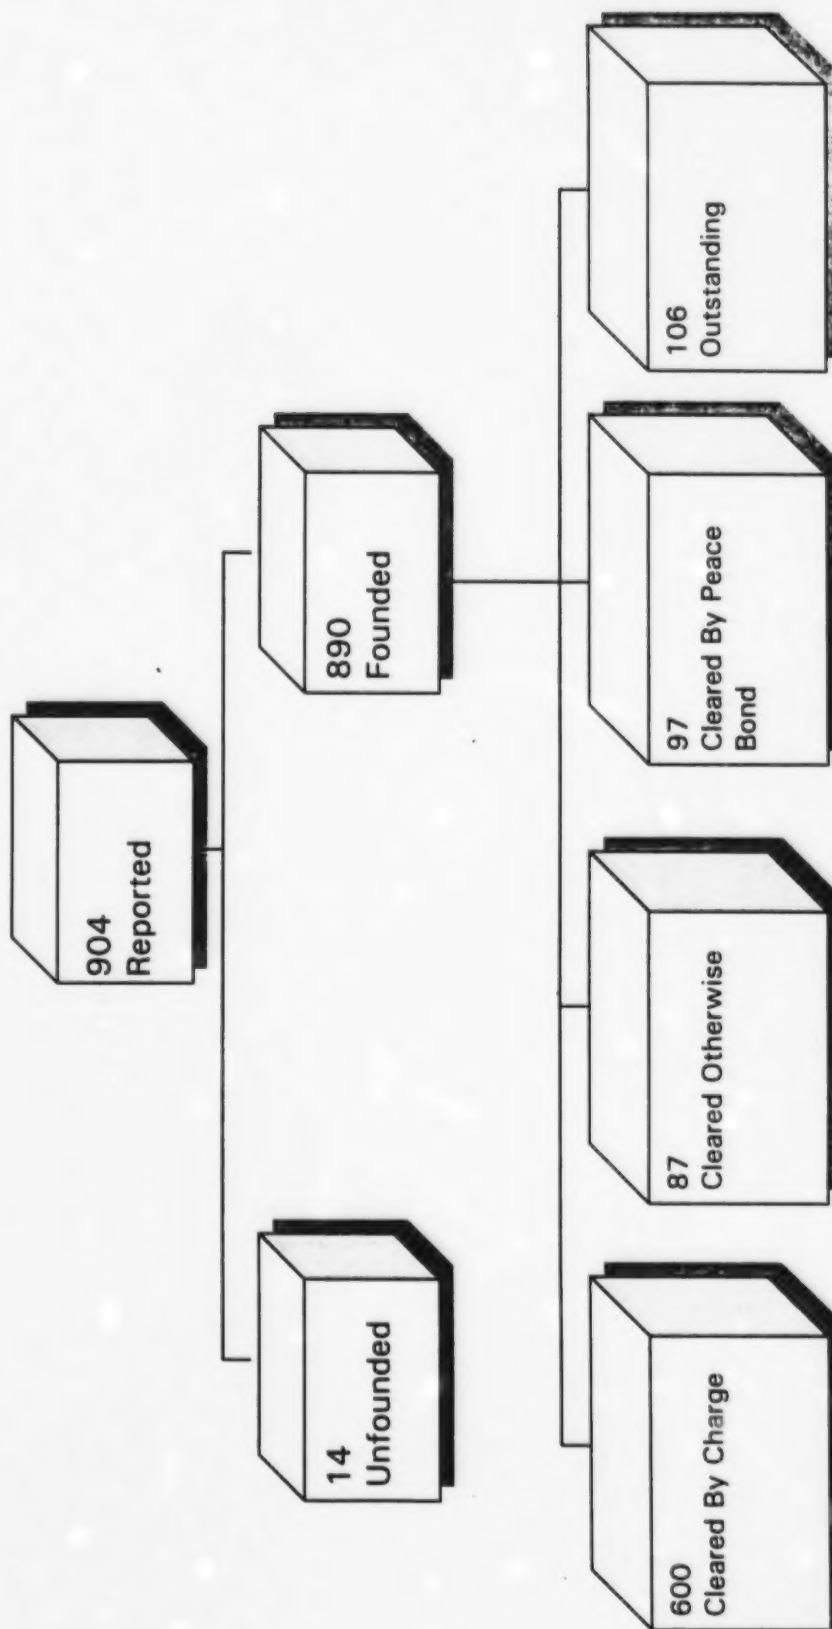 904
Reported
14
Unfounded
890
Founded
600
Cleared By Charge
87
Cleared Otherwise
97
Cleared By Peace
Bond
106
Outstanding